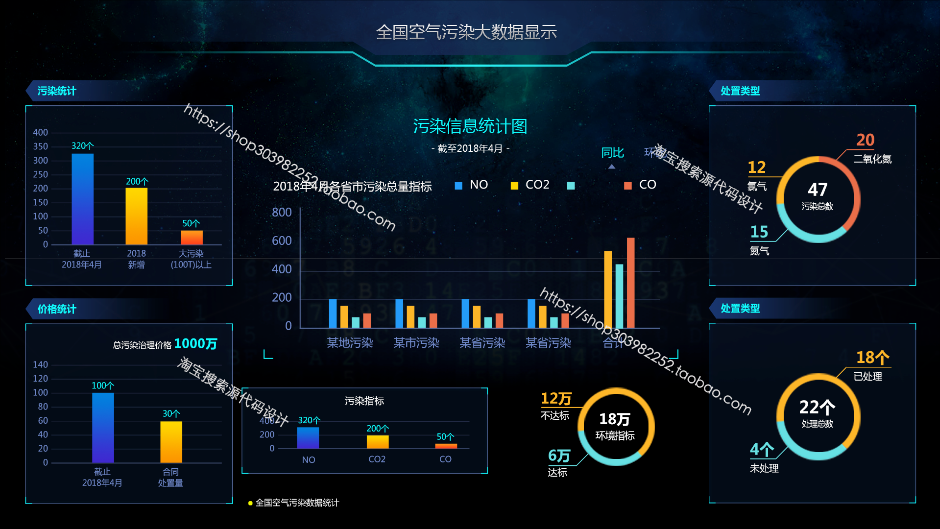 全国空气污染大数据显示
污染统计
400
350
300
250
200
150
100
50
0
320个
200个
50个
截止
2018年4月
2018
新增
大污染
(100T)以上
污染信息统计图
- 截至2018年4月 -
同比
2018年4月各省市污染总量指标
NO
CO2
CO
800
600
400
200
0
某地污染
某市污染
某省污染
某省污染
处置类型
20
二氧化氮
12
氯气
47
污染总数
15
氮气
价格统计
总污染治理价格 1000万
140
120
100
80
60
40
20
0
100个
30个
截止
2018年4月
合同
处置量
污染指标
400
200
0
320个
200个
50个
NO
CO2
CO
全国空气污染数据统计
12万
不达标
18万
环境指标
6万
达标
处置类型
18个
已处理
22个
处理总数
4个
未处理
https://shop303982252.taobao.com
淘宝搜索源代码设计
淘宝搜索源代码设计
https://shop303982252.taobao.com